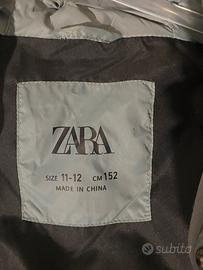 ZARA
SIZE 11-12 CM 152
MADE IN CHINA
subito